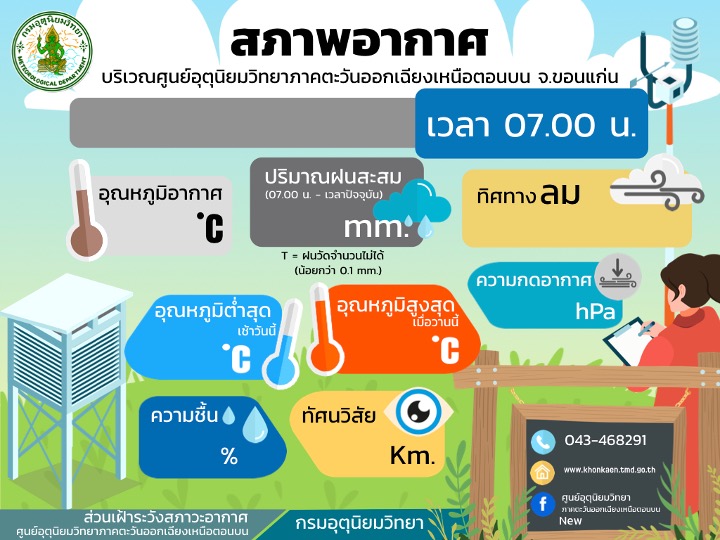 กรมอุตุนิยมวิทยา
METEOROLOGICAL DEPARTMENT
สภาพอากาศ
บริเวณศูนย์อุตุนิยมวิทยาภาคตะวันออกเฉียงเหนือตอนบน จ.ขอนแก่น
เวลา 07.00 น.
อุณหภูมิอากาศ
°C
ปริมาณฝนสะสม
(07.00 น. - เวลาปัจจุบัน)
mm.
T = ฝนวัดจำนวนไม่ได้
(น้อยกว่า 0.1 mm.)
ทิศทางลม
ความกดอากาศ
hPa
อุณหภูมิต่ำสุด
เช้าวันนี้
°C
อุณหภูมิสูงสุด
เมื่อวานนี้
°C
ความชื้น
%
ทัศนวิสัย
Km.
043-468291
www.khonkaen.tmd.go.th
ศูนย์อุตุนิยมวิทยา
ภาคตะวันออกเฉียงเหนือตอนบน
New
ส่วนเฝ้าระวังสภาวะอากาศ
ศูนย์อุตุนิยมวิทยาภาคตะวันออกเฉียงเหนือตอนบน
กรมอุตุนิยมวิทยา